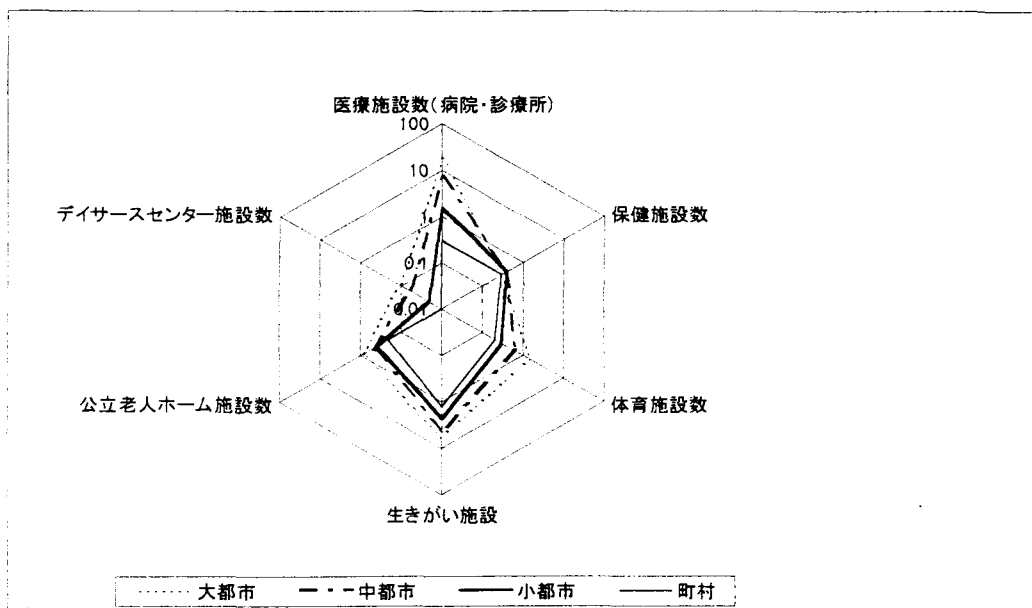 医療施設数(病院・診療所)
100
10
1
0.1
0.01
デイサースセンター施設数
保健施設数
公立老人ホーム施設数
体育施設数
生きがい施設
大都市 中都市 小都市 町村